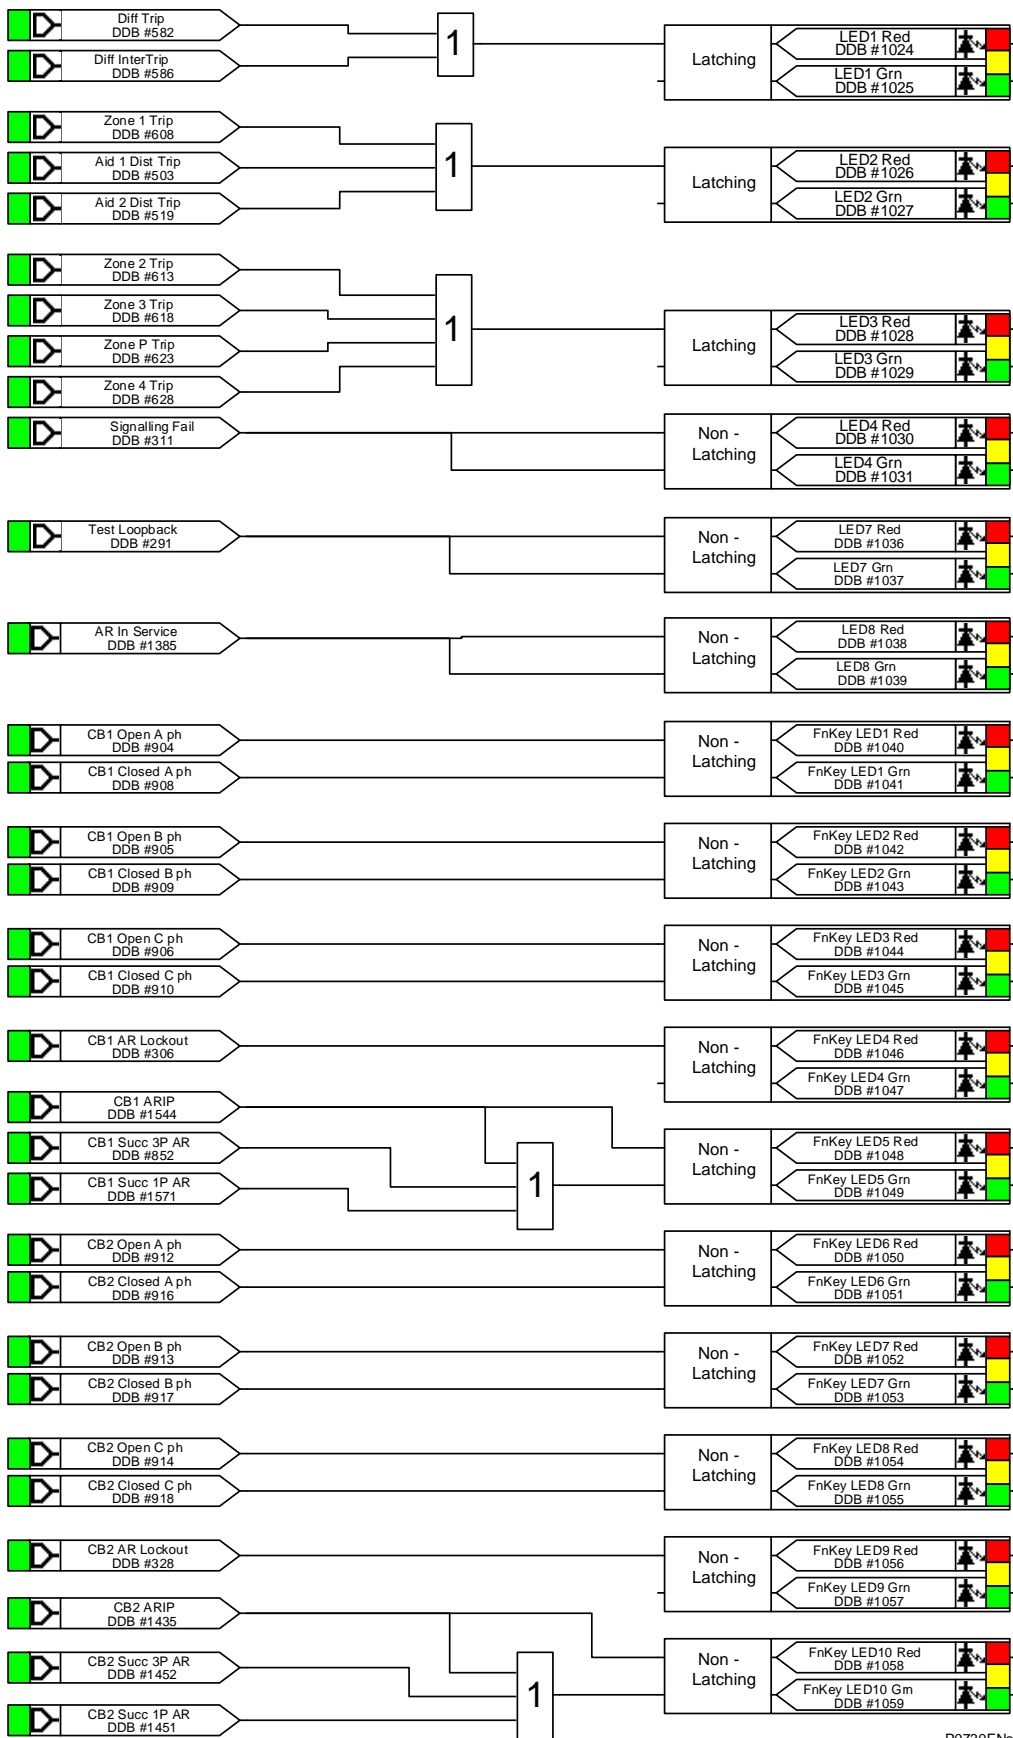 Diff Trip
DDB #582
Diff InterTrip
DDB #586
1
Latching
LED1 Red
DDB #1024
LED1 Grn
DDB #1025
Zone 1 Trip
DDB #608
Aid 1 Dist Trip
DDB #503
Aid 2 Dist Trip
DDB #519
1
Latching
LED2 Red
DDB #1026
LED2 Grn
DDB #1027
Zone 2 Trip
DDB #613
Zone 3 Trip
DDB #618
Zone P Trip
DDB #623
Zone 4 Trip
DDB #628
1
Latching
LED3 Red
DDB #1028
LED3 Grn
DDB #1029
Signalling Fail
DDB #311
Non -
Latching
LED4 Red
DDB #1030
LED4 Grn
DDB #1031
Test Loopback
DDB #291
Non -
Latching
LED7 Red
DDB #1036
LED7 Grn
DDB #1037
AR In Service
DDB #1385
Non -
Latching
LED8 Red
DDB #1038
LED8 Grn
DDB #1039
CB1 Open A ph
DDB #904
CB1 Closed A ph
DDB #908
Non -
Latching
FnKey LED1 Red
DDB #1040
FnKey LED1 Grn
DDB #1041
CB1 Open B ph
DDB #905
CB1 Closed B ph
DDB #909
Non -
Latching
FnKey LED2 Red
DDB #1042
FnKey LED2 Grn
DDB #1043
CB1 Open C ph
DDB #906
CB1 Closed C ph
DDB #910
Non -
Latching
FnKey LED3 Red
DDB #1044
FnKey LED3 Grn
DDB #1045
CB1 AR Lockout
DDB #306
Non -
Latching
FnKey LED4 Red
DDB #1046
FnKey LED4 Grn
DDB #1047
CB1 ARIP
DDB #1544
CB1 Succ 3P AR
DDB #852
CB1 Succ 1P AR
DDB #1571
1
Non -
Latching
FnKey LED5 Red
DDB #1048
FnKey LED5 Grn
DDB #1049
CB2 Open A ph
DDB #912
CB2 Closed A ph
DDB #916
Non -
Latching
FnKey LED6 Red
DDB #1050
FnKey LED6 Grn
DDB #1051
CB2 Open B ph
DDB #913
CB2 Closed B ph
DDB #917
Non -
Latching
FnKey LED7 Red
DDB #1052
FnKey LED7 Grn
DDB #1053
CB2 Open C ph
DDB #914
CB2 Closed C ph
DDB #918
Non -
Latching
FnKey LED8 Red
DDB #1054
FnKey LED8 Grn
DDB #1055
CB2 AR Lockout
DDB #328
Non -
Latching
FnKey LED9 Red
DDB #1056
FnKey LED9 Grn
DDB #1057
CB2 ARIP
DDB #1435
CB2 Succ 3P AR
DDB #1452
CB2 Succ 1P AR
DDB #1451
1
Non -
Latching
FnKey LED10 Red
DDB #1058
FnKey LED10 Grn
DDB #1059